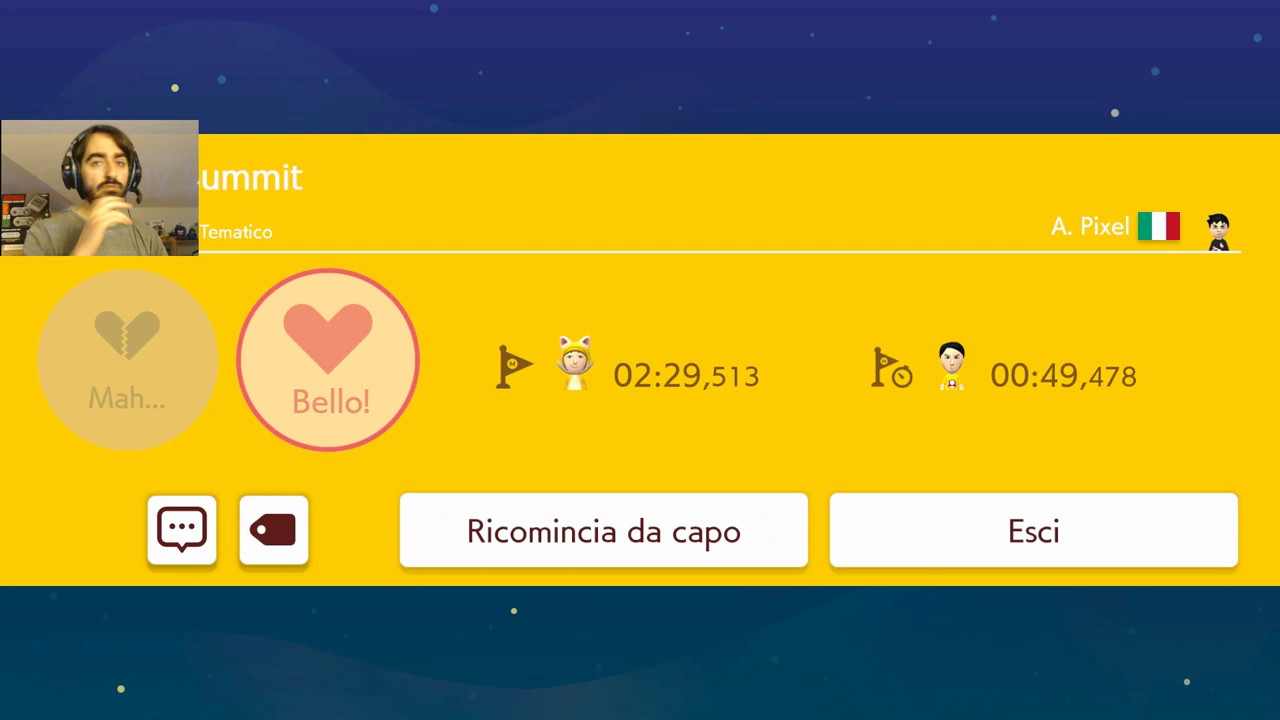 ummit
Tematico
A. Pixel
Mah...
Bello!
02:29,513
00:49,478
Ricomincia da capo
Esci